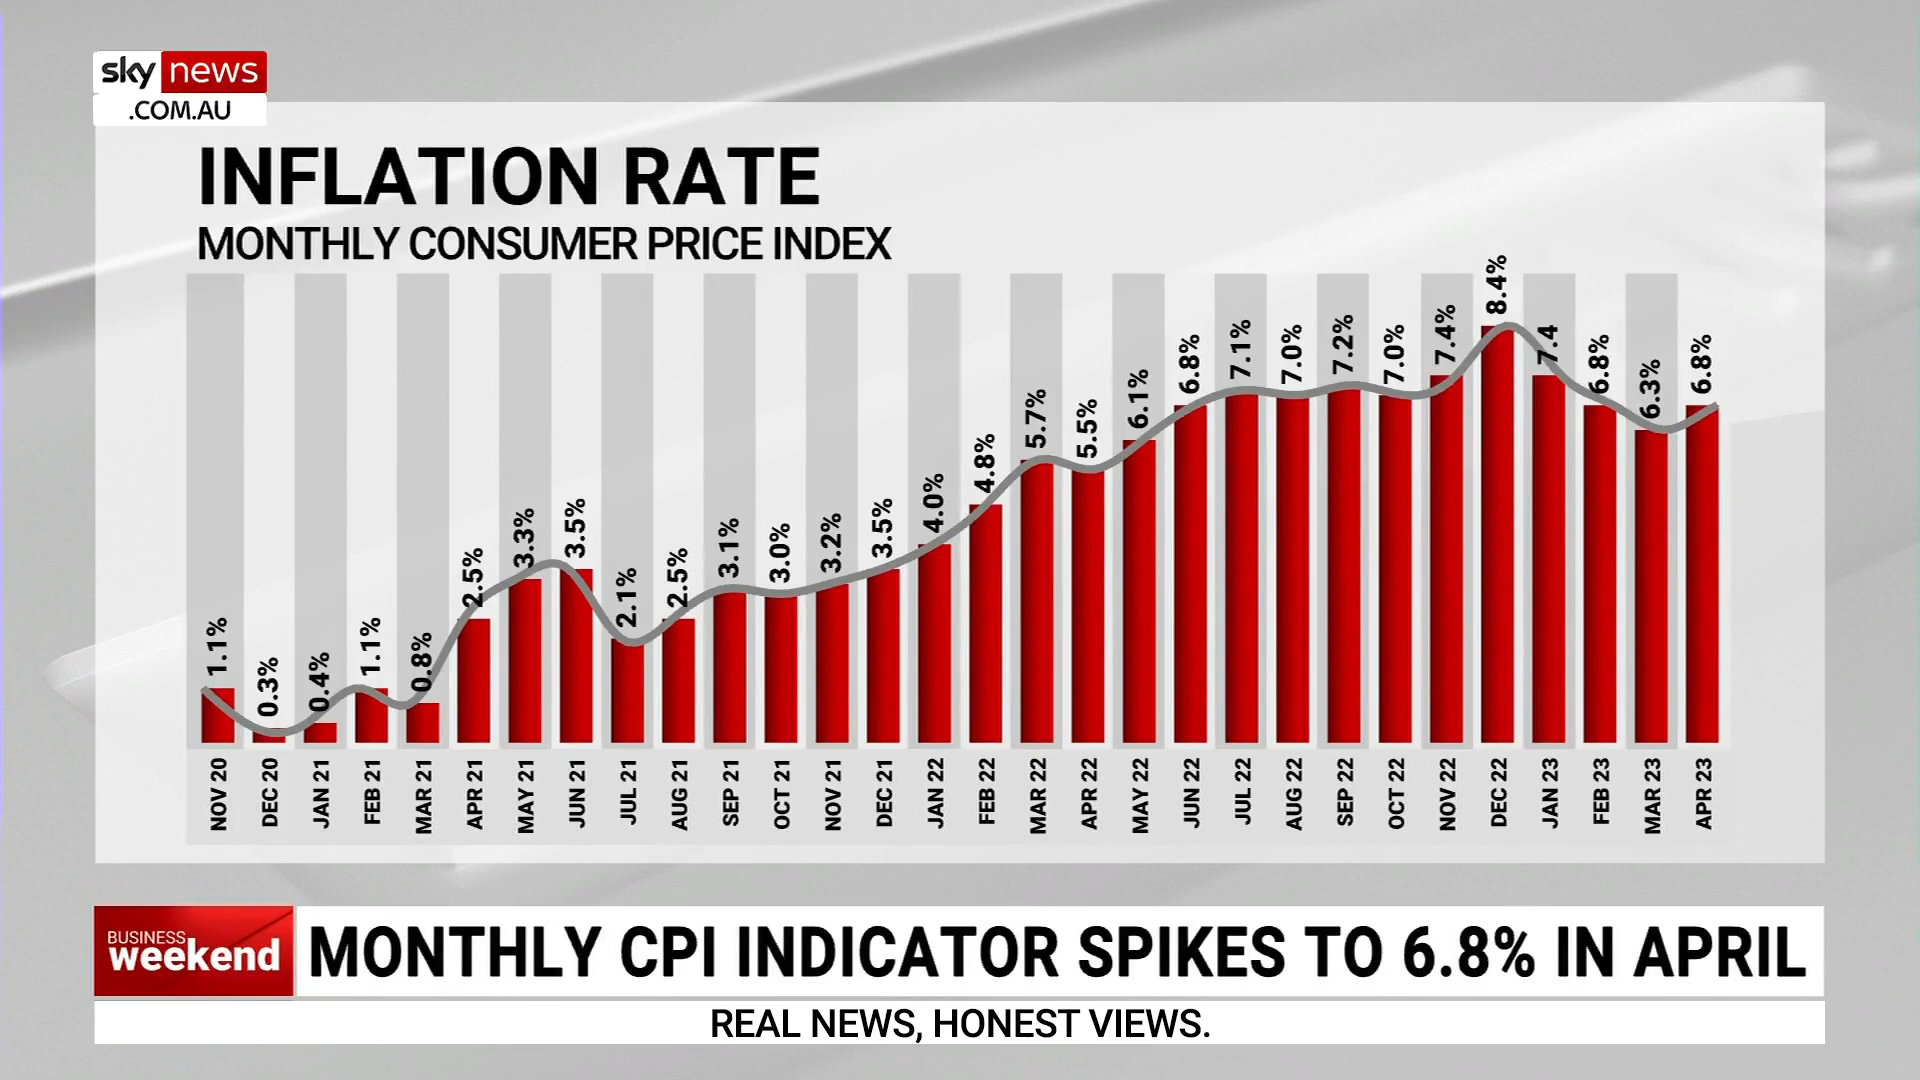 sky news
.COM.AU
INFLATION RATE
MONTHLY CONSUMER PRICE INDEX
1.1%
0.3%
0.4%
1.1%
0.8%
2.5%
3.3%
3.5%
2.1%
2.5%
3.1%
3.0%
3.2%
3.5%
4.0%
4.8%
5.7%
5.5%
6.1%
6.8%
7.1%
7.0%
7.2%
7.0%
7.4%
8.4%
7.4
6.8%
6.3%
6.8%
NOV 20
DEC 20
JAN 21
FEB 21
MAR 21
APR 21
MAY 21
JUN 21
JUL 21
AUG 21
SEP 21
OCT 21
NOV 21
DEC 21
JAN 22
FEB 22
MAR 22
APR 22
MAY 22
JUN 22
JUL 22
AUG 22
SEP 22
OCT 22
NOV 22
DEC 22
JAN 23
FEB 23
MAR 23
APR 23
BUSINESS
weekend
MONTHLY CPI INDICATOR SPIKES TO 6.8% IN APRIL
REAL NEWS, HONEST VIEWS.